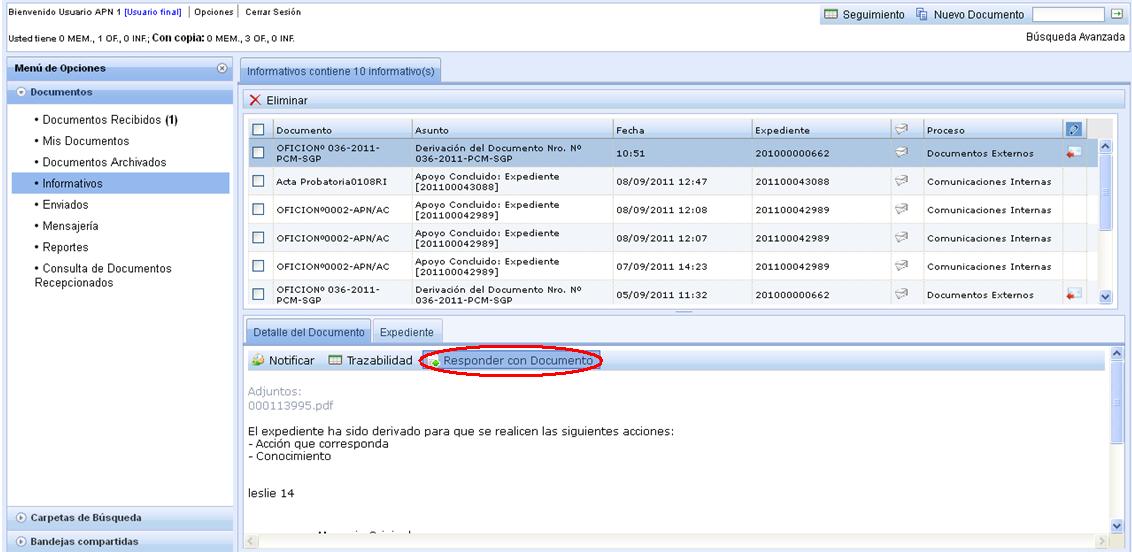 Bienvenido Usuario APN 1 [Usuario final] | Opciones | Cerrar Sesión
Seguimiento Nuevo Documento
Usted tiene 0 MEM., 1 OF., 0 INF.; Con copia: 0 MEM., 3 OF., 0 INF.
Búsqueda Avanzada
Menú de Opciones
Documentos
• Documentos Recibidos (1)
• Mis Documentos
• Documentos Archivados
• Informativos
• Enviados
• Mensajería
• Reportes
• Consulta de Documentos
Recepcionados
Carpetas de Búsqueda
Bandejas compartidas
Informativos contiene 10 informativo(s)
Eliminar
Documento Asunto Fecha Expediente Proceso
OFICIONº 036-2011-
PCM-SGP
Derivación del Documento Nro. Nº
036-2011-PCM-SGP
10:51 201000000662 Documentos Externos
Acta Probatoria0108RI
Apoyo Concluido: Expediente
[201100043088]
08/09/2011 12:47 201100043088 Comunicaciones Internas
OFICIONº0002-APN/AC
Apoyo Concluido: Expediente
[201100042989]
08/09/2011 12:08 201100042989 Comunicaciones Internas
OFICIONº0002-APN/AC
Apoyo Concluido: Expediente
[201100042989]
08/09/2011 12:07 201100042989 Comunicaciones Internas
OFICIONº0002-APN/AC
Apoyo Concluido: Expediente
[201100042989]
07/09/2011 14:23 201100042989 Comunicaciones Internas
OFICIONº 036-2011-
PCM-SGP
Derivación del Documento Nro. Nº
036-2011-PCM-SGP
05/09/2011 11:32 201000000662 Documentos Externos
Detalle del Documento Expediente
Notificar Trazabilidad Responder con Documento
Adjuntos:
000113995.pdf
El expediente ha sido derivado para que se realicen las siguientes acciones:
- Acción que corresponda
- Conocimiento
leslie 14